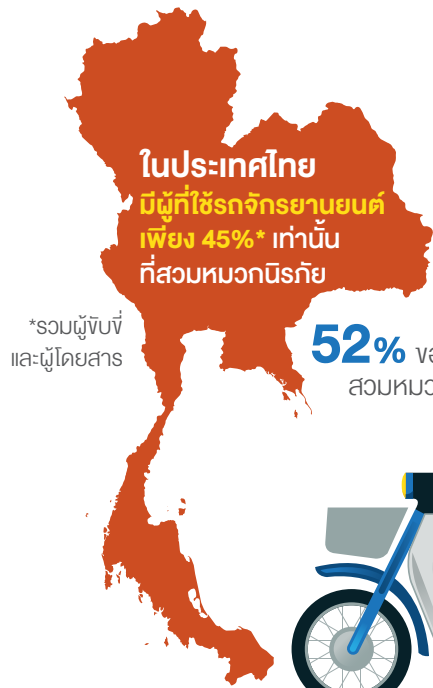 ในประเทศไทย
มีผู้ที่ใช้รถจักรยานยนต์
เพียง 45%* เท่านั้น
ที่สวมหมวกนิรภัย
*รวมผู้ขับขี่
และผู้โดยสาร
52%